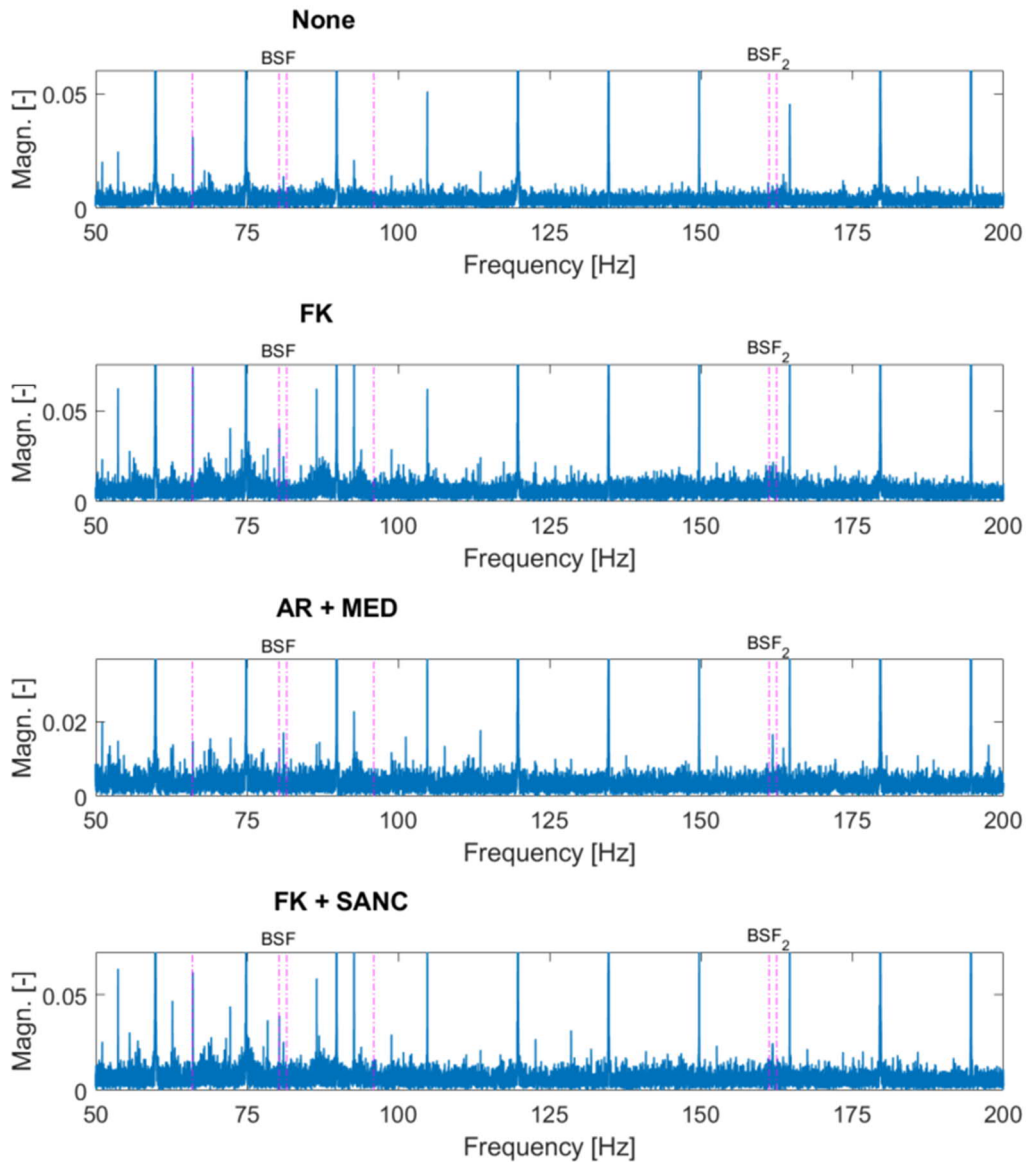 None
BSF BSF₂
0.05
Magn. [-]
0
50 75 100 125 150 175 200
Frequency [Hz]
FK
BSF BSF₂
0.05
Magn. [-]
0
50 75 100 125 150 175 200
Frequency [Hz]
AR + MED
BSF BSF₂
0.02
Magn. [-]
0
50 75 100 125 150 175 200
Frequency [Hz]
FK + SANC
BSF BSF₂
0.05
Magn. [-]
0
50 75 100 125 150 175 200
Frequency [Hz]